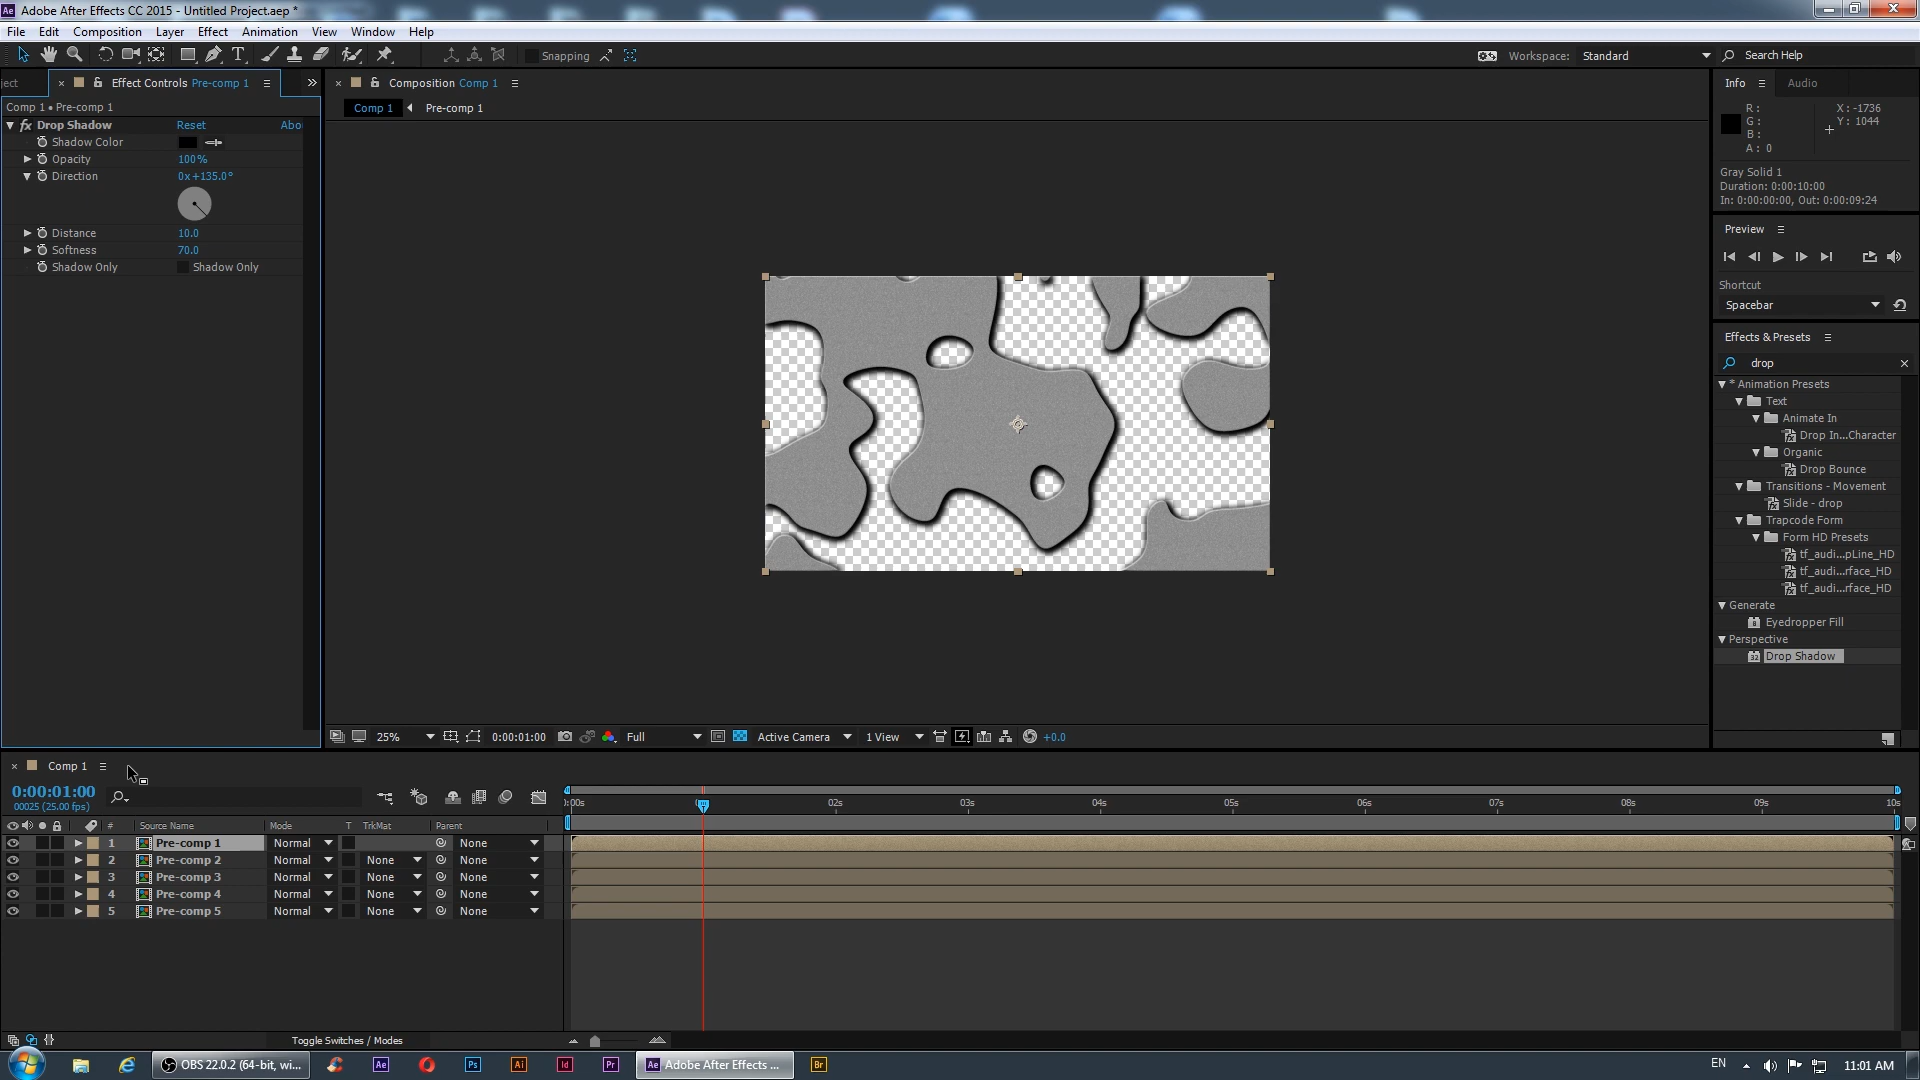 Adobe After Effects CC 2015 - Untitled Project.aep *
File Edit Composition Layer Effect Animation View Window Help
Snapping
Workspace: Standard
Search Help
ject
Effect Controls Pre-comp 1
Comp 1 • Pre-comp 1
fx Drop Shadow Reset Abo
Shadow Color
Opacity 100%
Direction 0x+135.0°
Distance 10.0
Softness 70.0
Shadow Only Shadow Only
Composition Comp 1
Comp 1 Pre-comp 1
25% 0:00:01:00 Full Active Camera 1 View +0.0
Info Audio
R: X: -1736
G: Y: 1044
B:
A: 0
Gray Solid 1
Duration: 0:00:10:00
In: 0:00:00:00, Out: 0:00:09:24
Preview
Shortcut
Spacebar
Effects & Presets
drop
* Animation Presets
Text
Animate In
Drop In...Character
Organic
Drop Bounce
Transitions - Movement
Slide - drop
Trapcode Form
Form HD Presets
tf_audi...pLine_HD
tf_audi...rface_HD
tf_audi...rface_HD
Generate
Eyedropper Fill
Perspective
32 Drop Shadow
Comp 1
0:00:01:00
00025 (25.00 fps)
:00s 02s 03s 04s 05s 06s 07s 08s 09s 10s
# Source Name Mode T TrkMat Parent
1 Pre-comp 1 Normal None
2 Pre-comp 2 Normal None None
3 Pre-comp 3 Normal None None
4 Pre-comp 4 Normal None None
5 Pre-comp 5 Normal None None
Toggle Switches / Modes
OBS 22.0.2 (64-bit, wi...
Ae Ps Ai Id Pr
Ae Adobe After Effects ...
Br
EN 11:01 AM